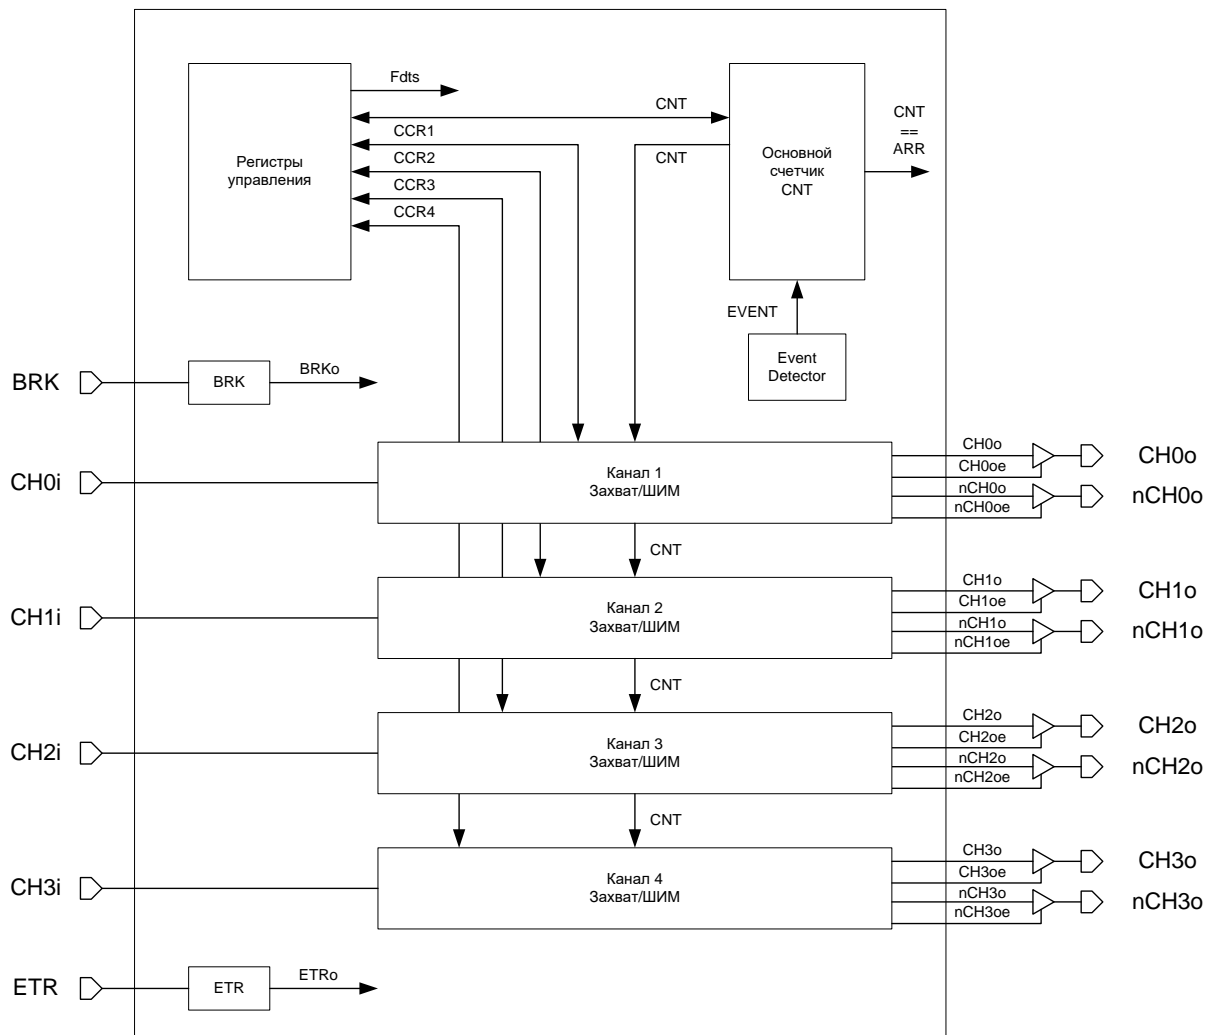 Fdts
CNT
CCR1
CNT
CCR2
CCR3
CCR4
Регистры
управления
Основной
счетчик
CNT
CNT
==
ARR
EVENT
Event
Detector
BRK
BRK
BRKo
CH0i
Канал 1
Захват/ШИМ
CH0o
CH0oe
nCH0o
nCH0oe
CH0o
nCH0o
CNT
CH1i
Канал 2
Захват/ШИМ
CH1o
CH1oe
nCH1o
nCH1oe
CH1o
nCH1o
CNT
CH2i
Канал 3
Захват/ШИМ
CH2o
CH2oe
nCH2o
nCH2oe
CH2o
nCH2o
CNT
CH3i
Канал 4
Захват/ШИМ
CH3o
CH3oe
nCH3o
nCH3oe
CH3o
nCH3o
ETR
ETR
ETRo